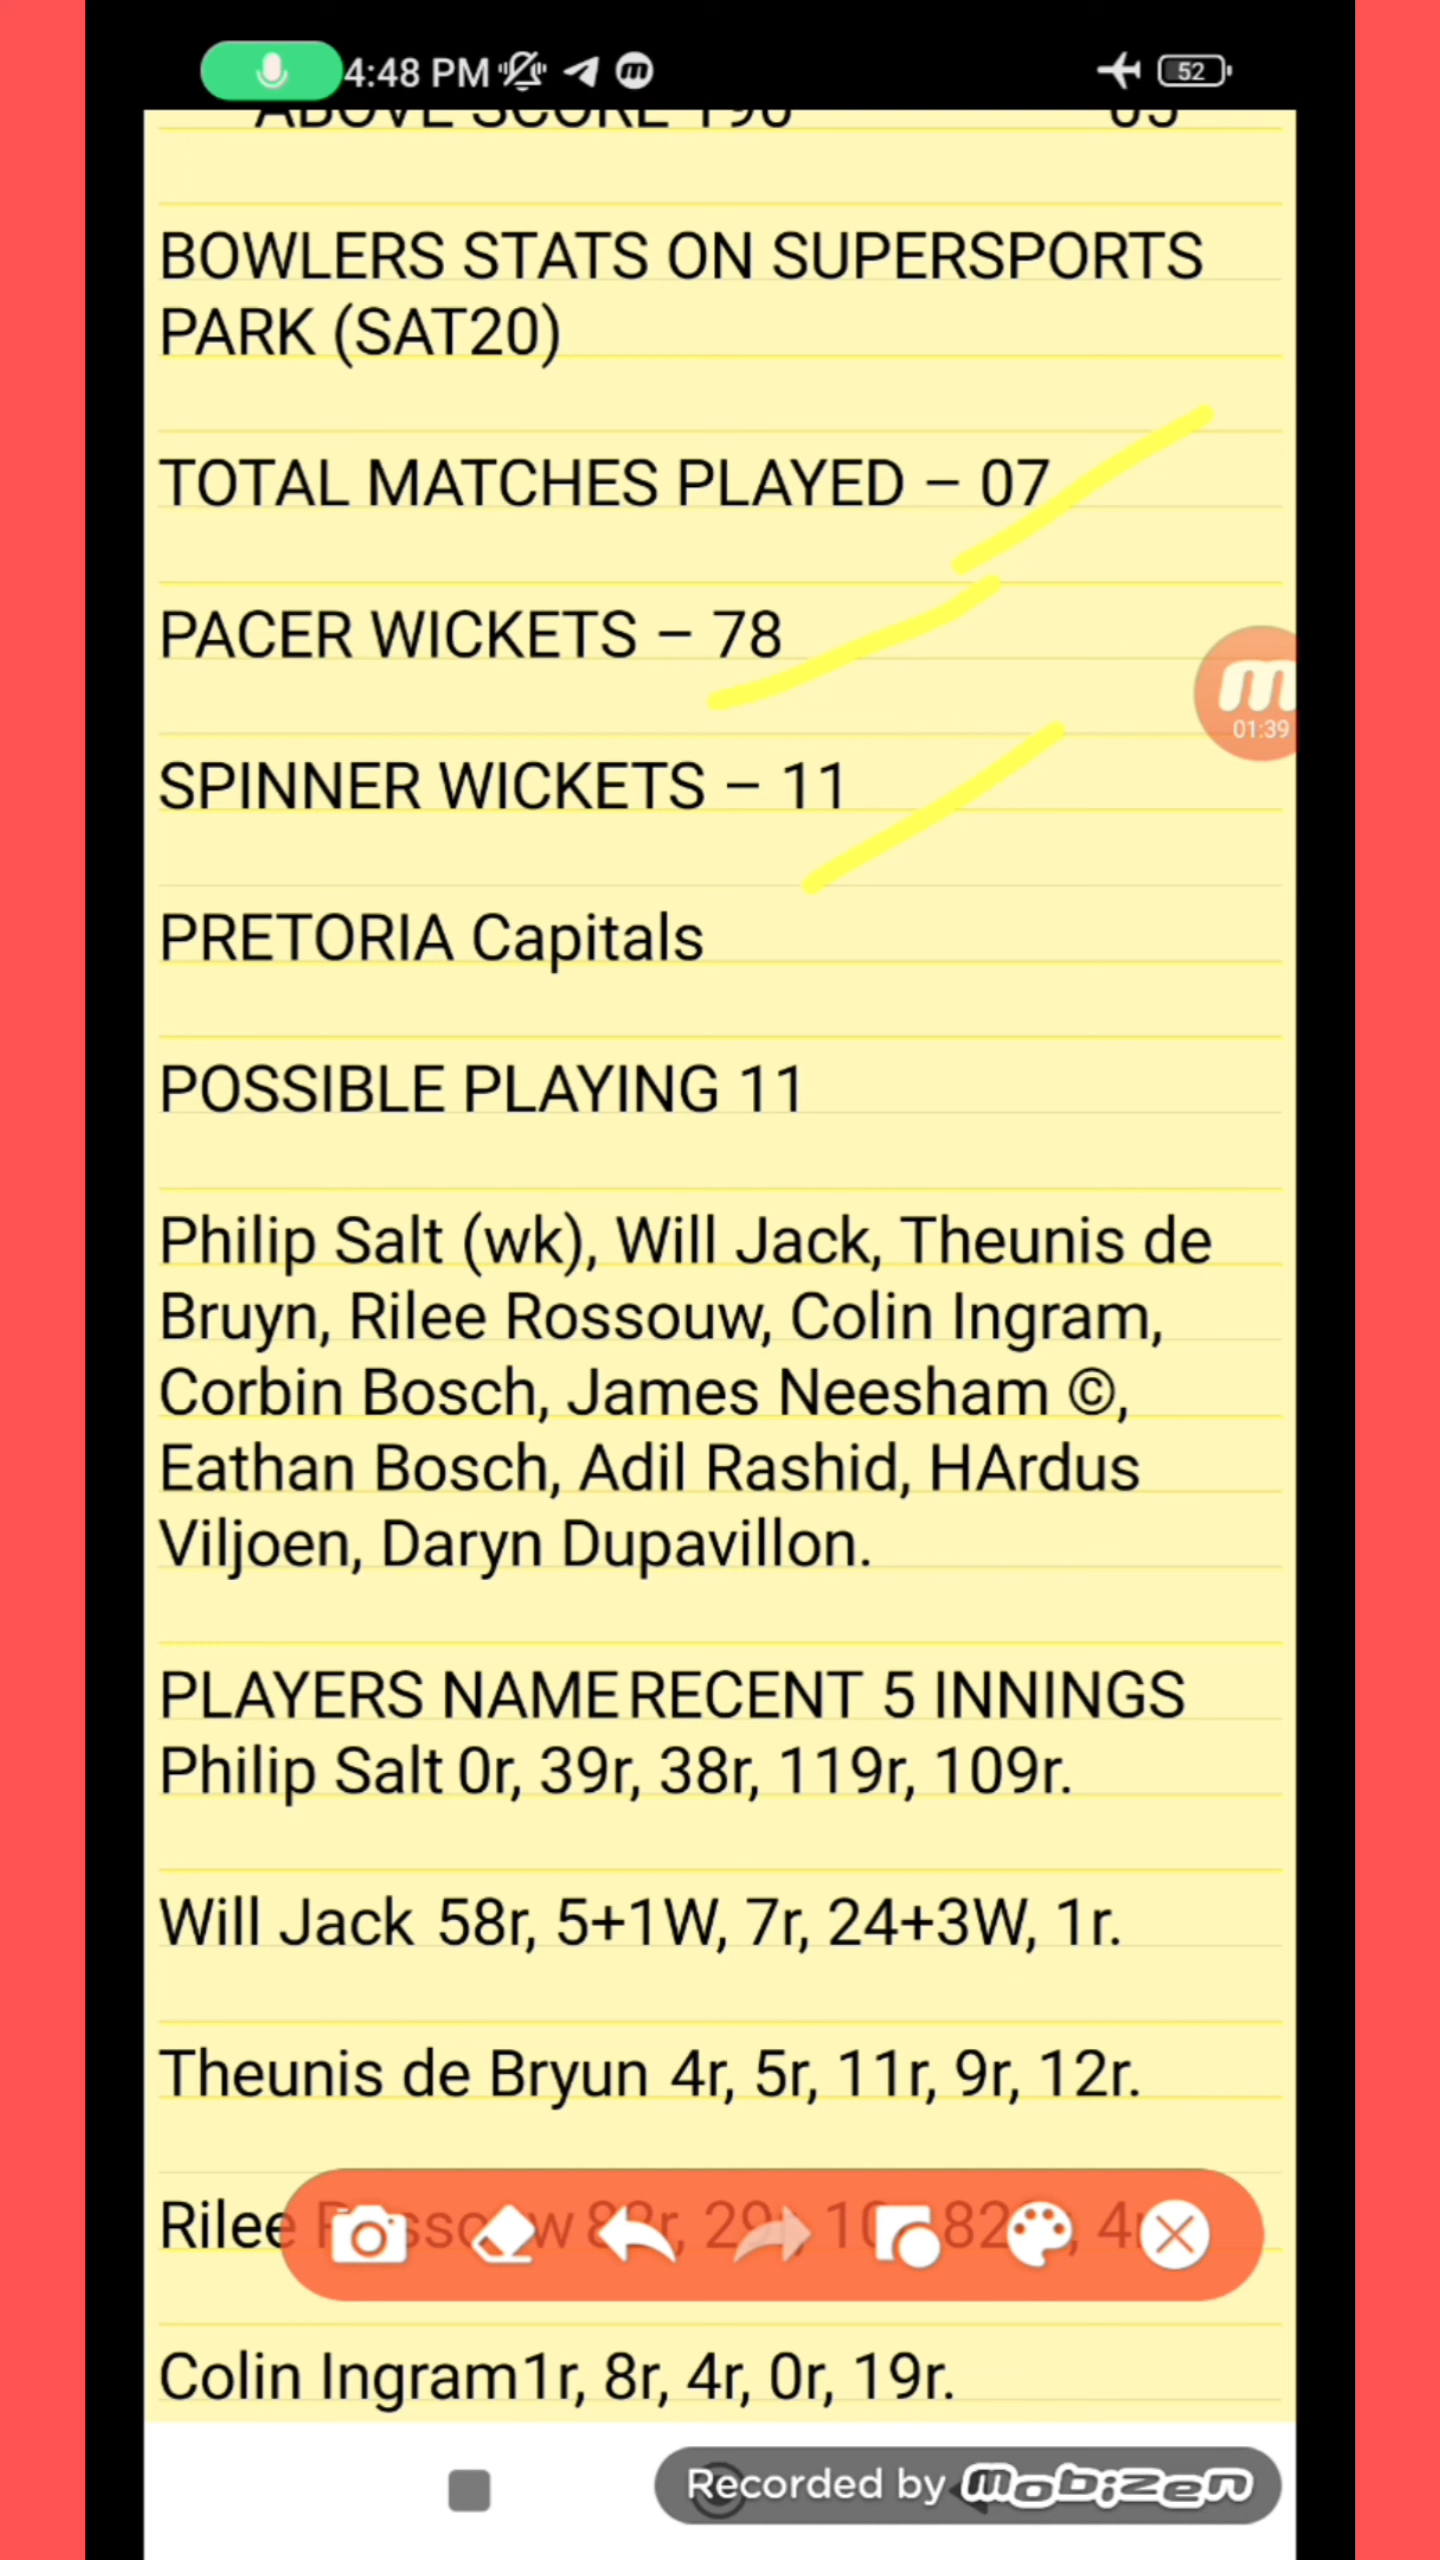 4:48 PM
52
ABOVE SCORE 190
BOWLERS STATS ON SUPERSPORTS
PARK (SAT20)
TOTAL MATCHES PLAYED – 07
PACER WICKETS – 78
01:39
SPINNER WICKETS – 11
PRETORIA Capitals
POSSIBLE PLAYING 11
Philip Salt (wk), Will Jack, Theunis de
Bruyn, Rilee Rossouw, Colin Ingram,
Corbin Bosch, James Neesham ©,
Eathan Bosch, Adil Rashid, HArdus
Viljoen, Daryn Dupavillon.
PLAYERS NAME RECENT 5 INNINGS
Philip Salt 0r, 39r, 38r, 119r, 109r.
Will Jack 58r, 5+1W, 7r, 24+3W, 1r.
Theunis de Bryun 4r, 5r, 11r, 9r, 12r.
Rilee
Colin Ingram1r, 8r, 4r, 0r, 19r.
Recorded by mobizen